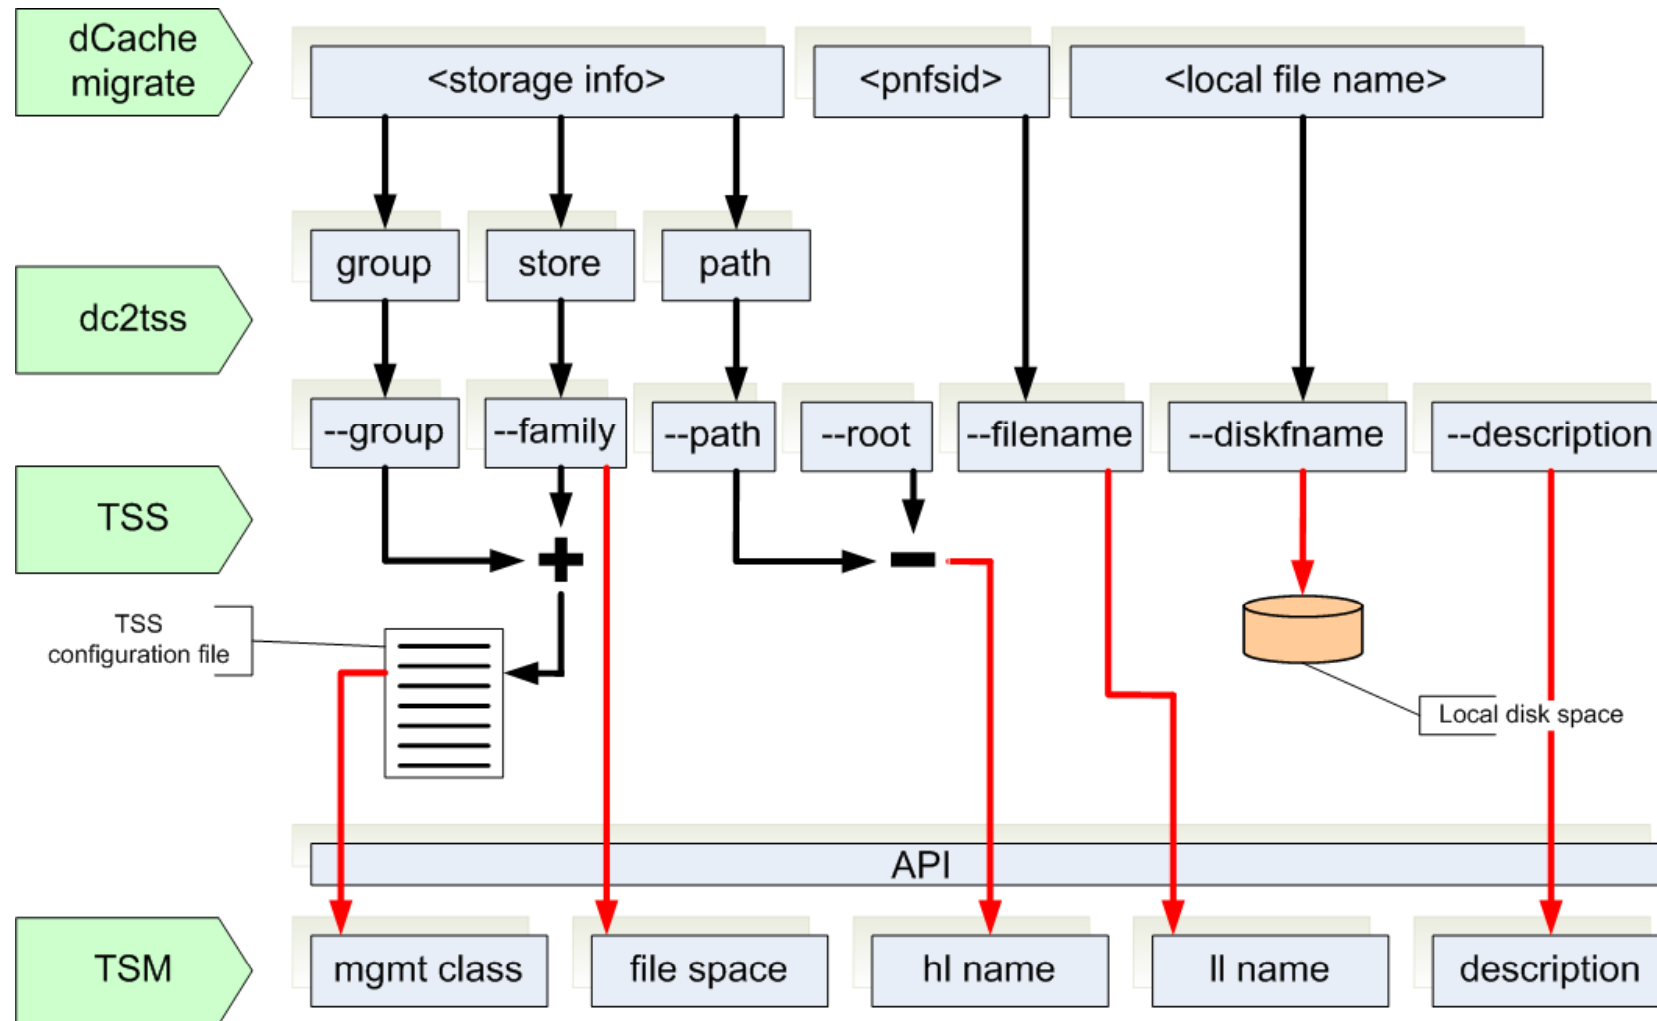 dCache
migrate
<storage info>
<pnfsid>
<local file name>
group
store
path
dc2tss
--group
--family
--path
--root
--filename
--diskfname
--description
TSS
TSS
configuration file
Local disk space
API
TSM
mgmt class
file space
hl name
ll name
description